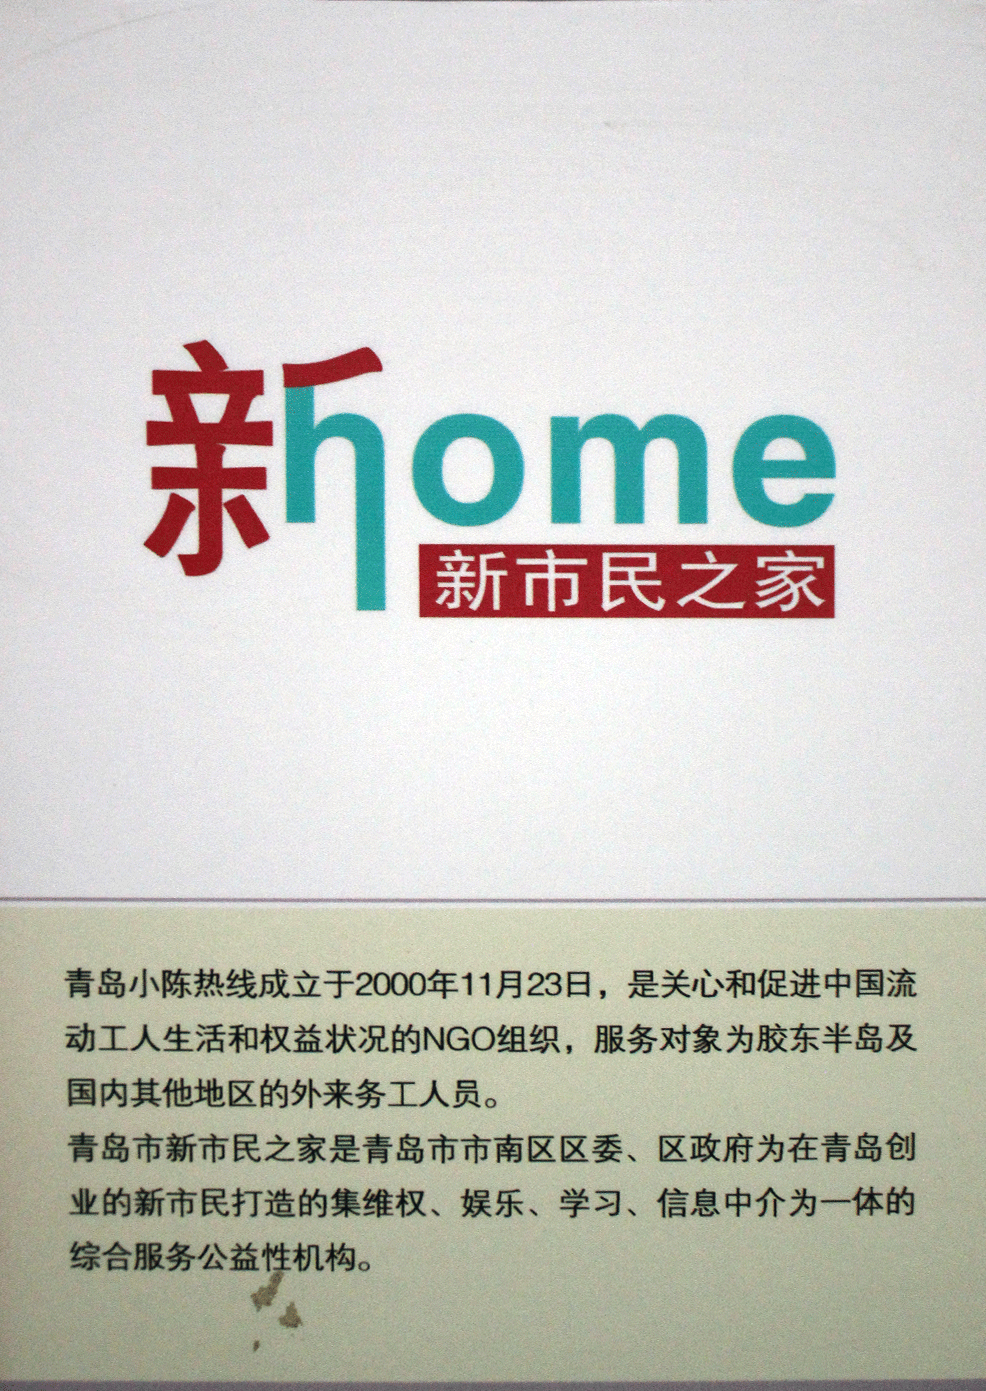 新home
新市民之家
青岛小陈热线成立于2000年11月23日，是关心和促进中国流
动工人生活和权益状况的NGO组织，服务对象为胶东半岛及
国内其他地区的外来务工人员。
青岛市新市民之家是青岛市市南区区委、区政府为在青岛创
业的新市民打造的集维权、娱乐、学习、信息中介为一体的
综合服务公益性机构。